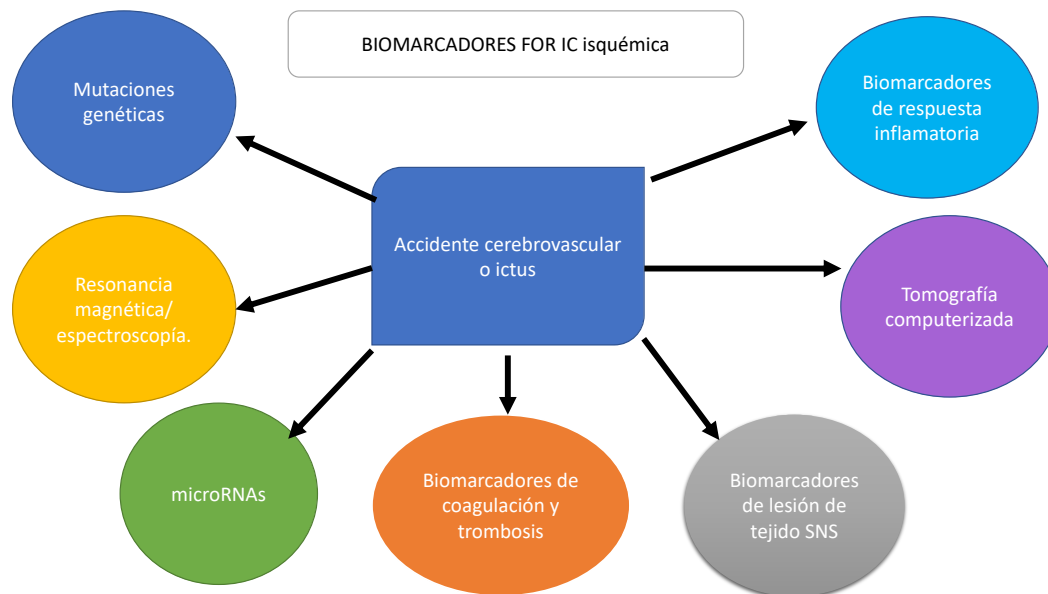 BIOMARCADORES FOR IC isquémica
Mutaciones
genéticas
Biomarcadores
de respuesta
inflamatoria
Accidente cerebrovascular
o ictus
Resonancia
magnética/
espectroscopía.
Tomografía
computerizada
microRNAs
Biomarcadores de
coagulación y
trombosis
Biomarcadores
de lesión de
tejido SNS